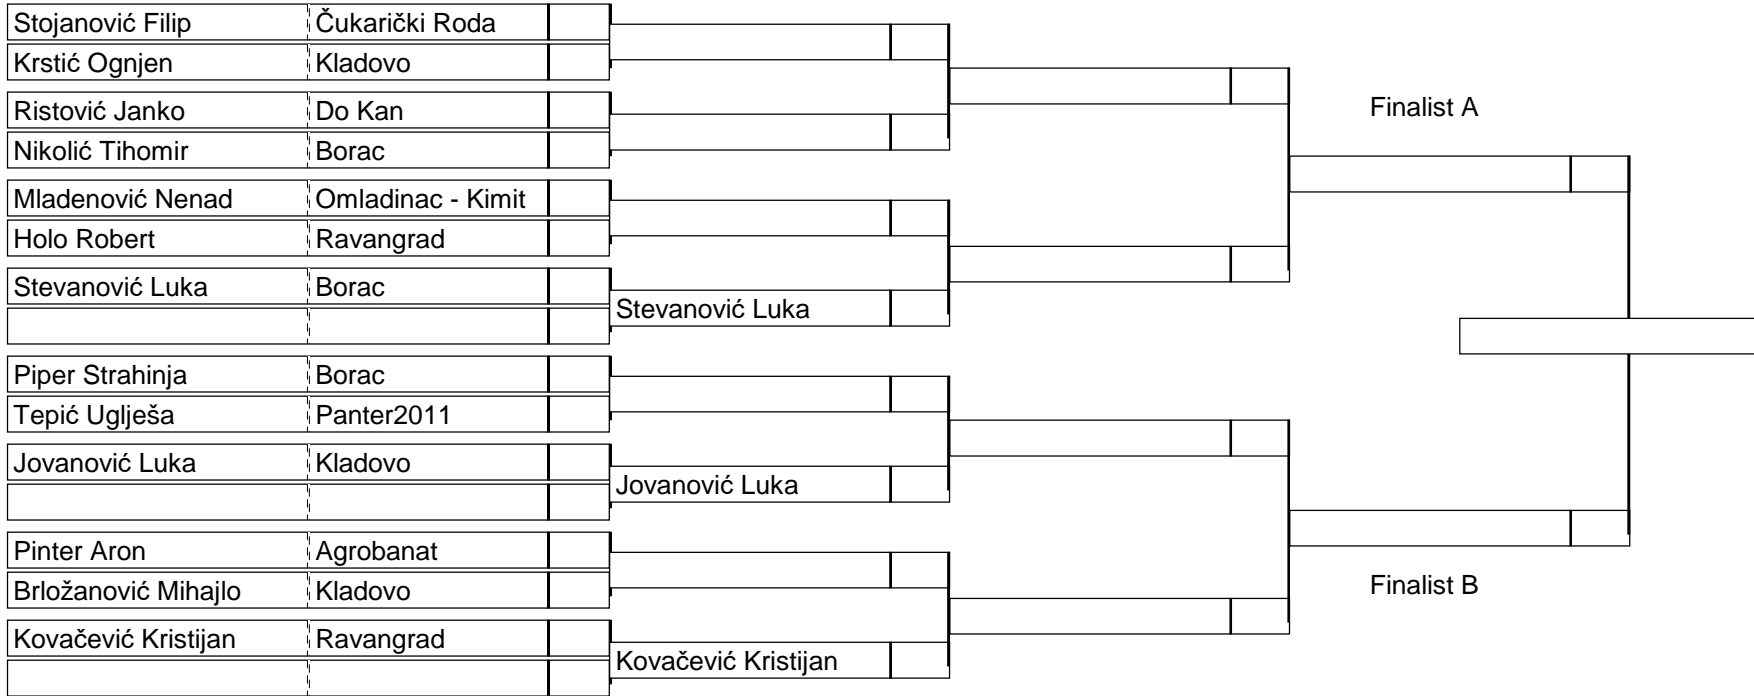 Stojanović Filip Čukarički Roda
Krstić Ognjen Kladovo
Ristović Janko Do Kan
Finalist A
Nikolić Tihomir Borac
Mladenović Nenad Omladinac - Kimit
Holo Robert Ravangrad
Stevanović Luka Borac
Stevanović Luka
Piper Strahinja Borac
Tepić Uglješa Panter2011
Jovanović Luka Kladovo
Jovanović Luka
Pinter Aron Agrobanat
Brložanović Mihajlo Kladovo
Finalist B
Kovačević Kristijan Ravangrad
Kovačević Kristijan